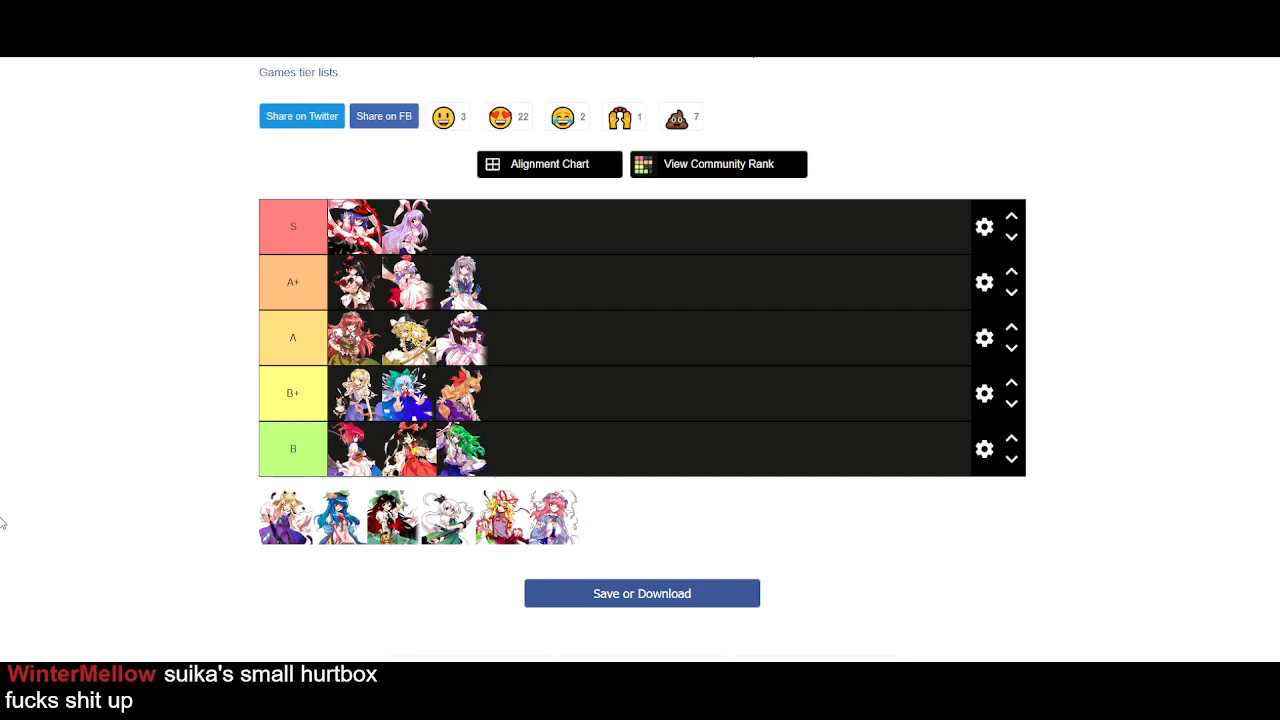 Games tier lists.
Share on Twitter Share on FB 3 22 2 1 7
Alignment Chart View Community Rank
S
A+
A
B+
B
Save or Download
WinterMellow suika's small hurtbox
fucks shit up